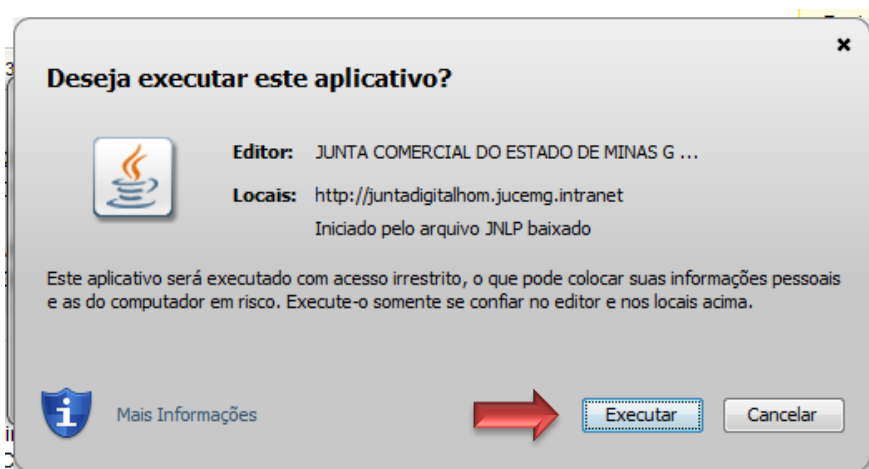 Deseja executar este aplicativo?
Editor: JUNTA COMERCIAL DO ESTADO DE MINAS G ...
Locais: http://juntadigitalhom.jucemg.intranet
Iniciado pelo arquivo JNLP baixado
Este aplicativo será executado com acesso irrestrito, o que pode colocar suas informações pessoais
e as do computador em risco. Execute-o somente se confiar no editor e nos locais acima.
Mais Informações
Executar
Cancelar